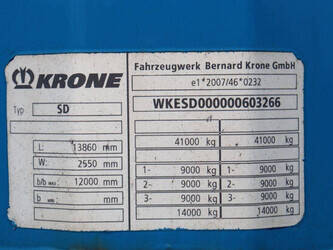 KRONE
Fahrzeugwerk Bernard Krone GmbH
e1*2007/46*0232
Typ SD
WKESD000000603266
L: 13860 mm
W: 2550 mm
b/b MAX: 12000 mm
b MIN: mm
41000 kg 41000 kg
1- 9000 kg 1- 9000 kg
2- 9000 kg 2- 9000 kg
3- 9000 kg 3- 9000 kg
14000 kg 14000 kg